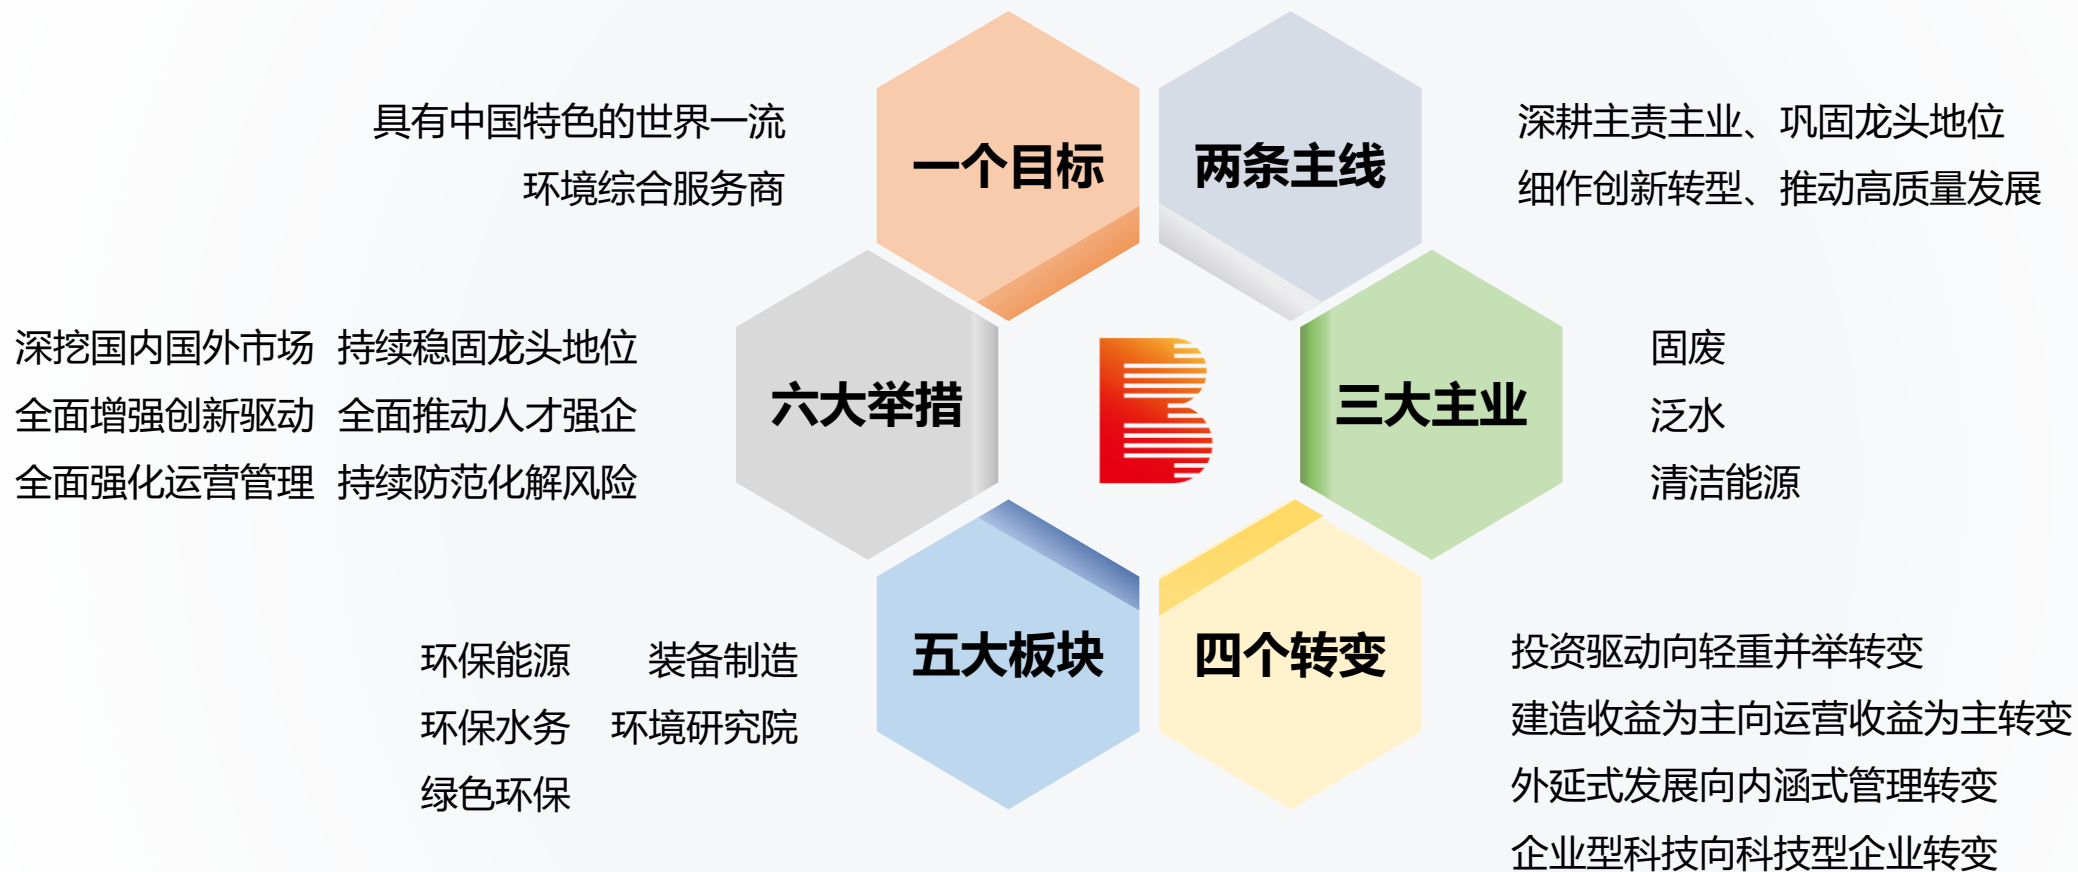 一个目标
具有中国特色的世界一流
环境综合服务商
两条主线
深耕主责主业、巩固龙头地位
细作创新转型、推动高质量发展
三大主业
固废
泛水
清洁能源
四个转变
投资驱动向轻重并举转变
建造收益为主向运营收益为主转变
外延式发展向内涵式管理转变
企业型科技向科技型企业转变
五大板块
环保能源 装备制造
环保水务 环境研究院
绿色环保
六大举措
深挖国内国外市场 持续稳固龙头地位
全面增强创新驱动 全面推动人才强企
全面强化运营管理 持续防范化解风险